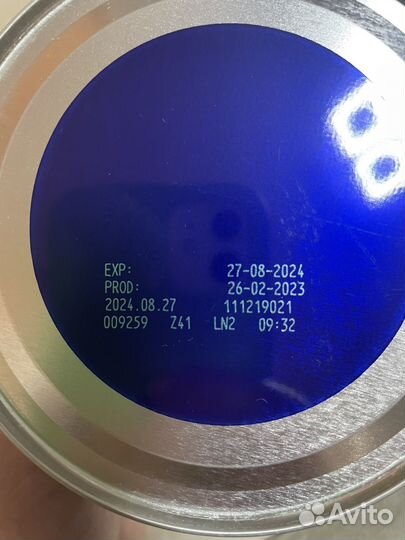 EXP: 27-08-2024
PROD: 26-02-2023
2024.08.27 111219021
009259 Z41 LN2 09:32
Avito